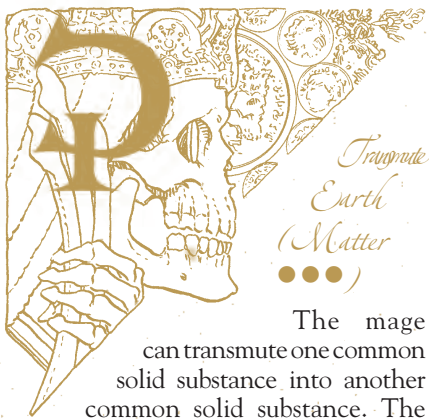 Transmute
Earth
(Matter
●●●)
The mage
can transmute one common
solid substance into another
common solid substance. The